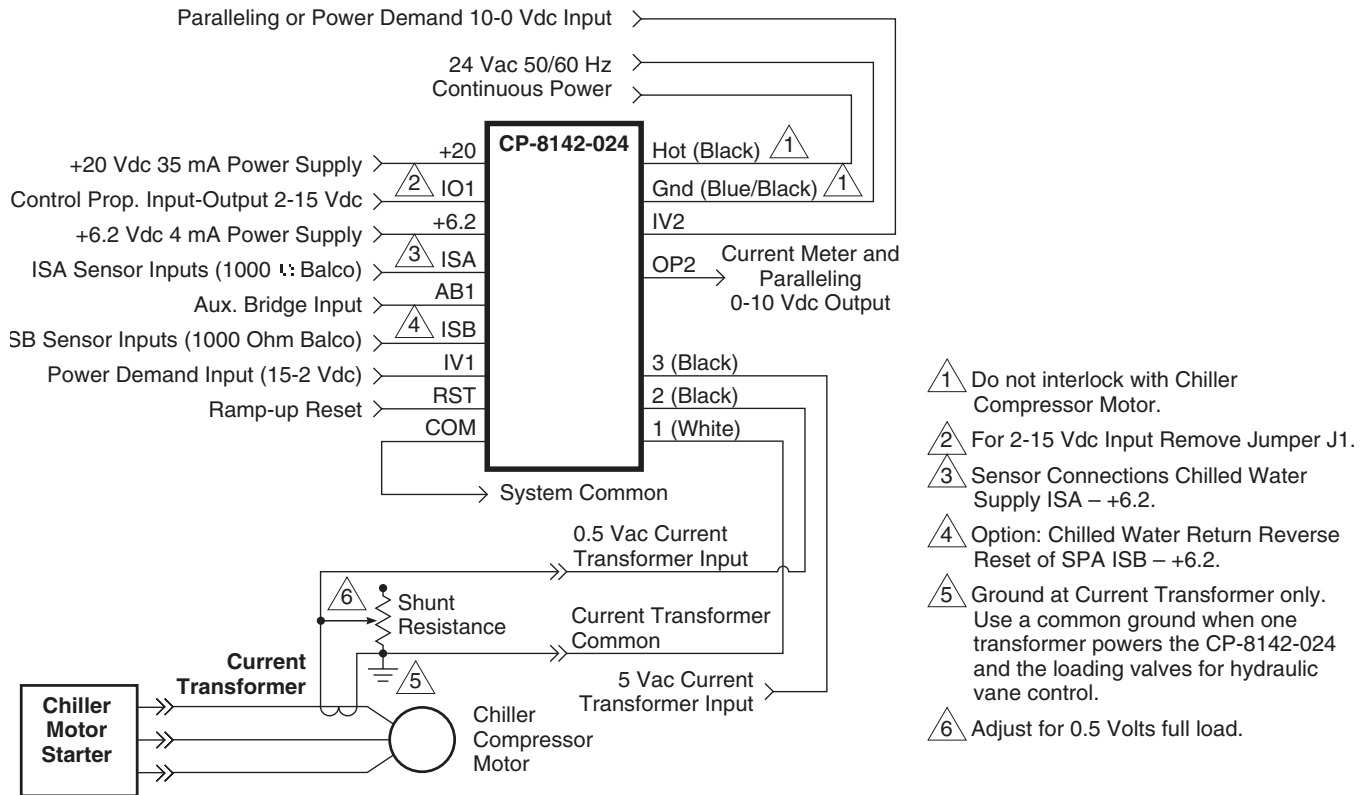 Paralleling or Power Demand 10-0 Vdc Input
24 Vac 50/60 Hz
Continuous Power
CP-8142-024
+20 Vdc 35 mA Power Supply
Control Prop. Input-Output 2-15 Vdc
+6.2 Vdc 4 mA Power Supply
ISA Sensor Inputs (1000 Balco)
Aux. Bridge Input
SB Sensor Inputs (1000 Ohm Balco)
Power Demand Input (15-2 Vdc)
Ramp-up Reset
+20
2 IO1
+6.2
3 ISA
AB1
4 ISB
IV1
RST
COM
Hot (Black) 1
Gnd (Blue/Black) 1
IV2
OP2
Current Meter and
Paralleling
0-10 Vdc Output
3 (Black)
2 (Black)
1 (White)
System Common
0.5 Vac Current
Transformer Input
6
Shunt
Resistance
Current Transformer
Common
5
5 Vac Current
Transformer Input
Current
Transformer
Chiller
Motor
Starter
Chiller
Compressor
Motor
1 Do not interlock with Chiller
Compressor Motor.
2 For 2-15 Vdc Input Remove Jumper J1.
3 Sensor Connections Chilled Water
Supply ISA – +6.2.
4 Option: Chilled Water Return Reverse
Reset of SPA ISB – +6.2.
5 Ground at Current Transformer only.
Use a common ground when one
transformer powers the CP-8142-024
and the loading valves for hydraulic
vane control.
6 Adjust for 0.5 Volts full load.